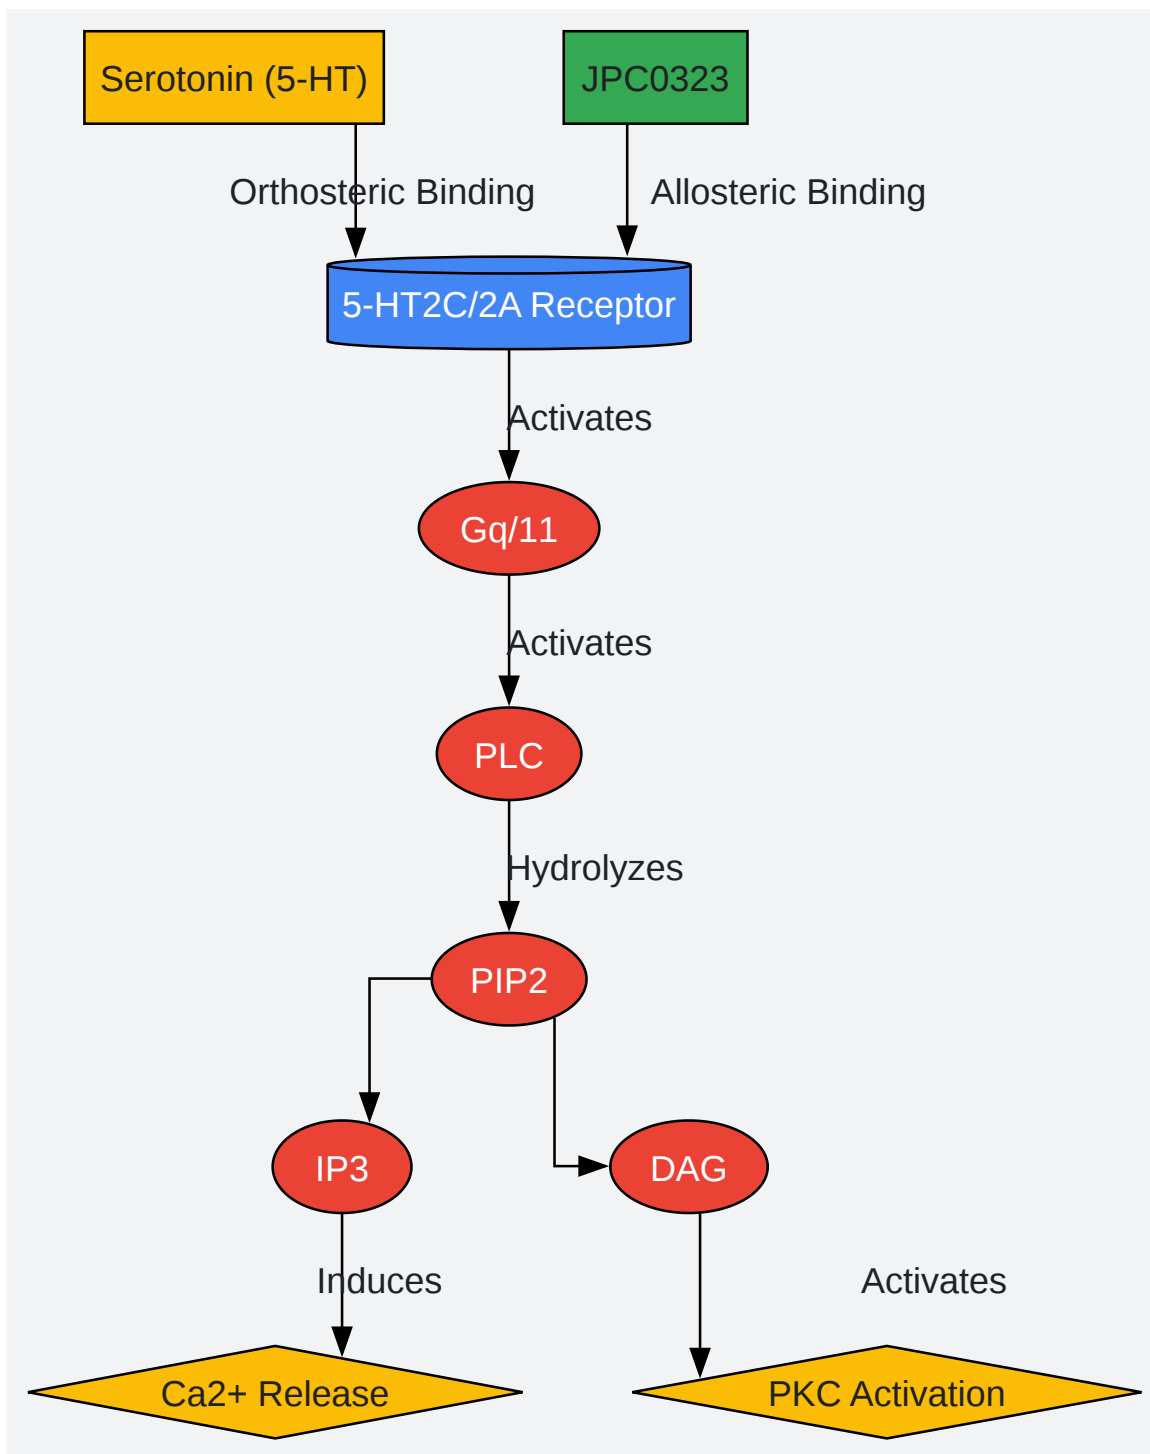 Serotonin (5-HT)
JPC0323
Orthosteric Binding
Allosteric Binding
5-HT2C/2A Receptor
Activates
Gq/11
Activates
PLC
Hydrolyzes
PIP2
IP3
DAG
Induces
Activates
Ca2+ Release
PKC Activation